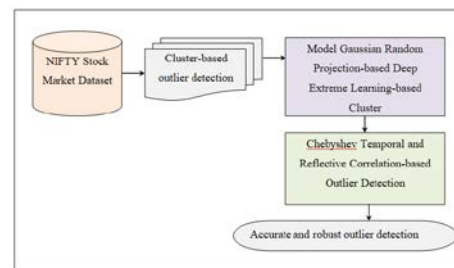 NIFTY Stock
Market Dataset
Cluster-based
outlier detection
Model Gaussian Random
Projection-based Deep
Extreme Learning-based
Cluster
Chebyshev Temporal and
Reflective Correlation-based
Outlier Detection
Accurate and robust outlier detection